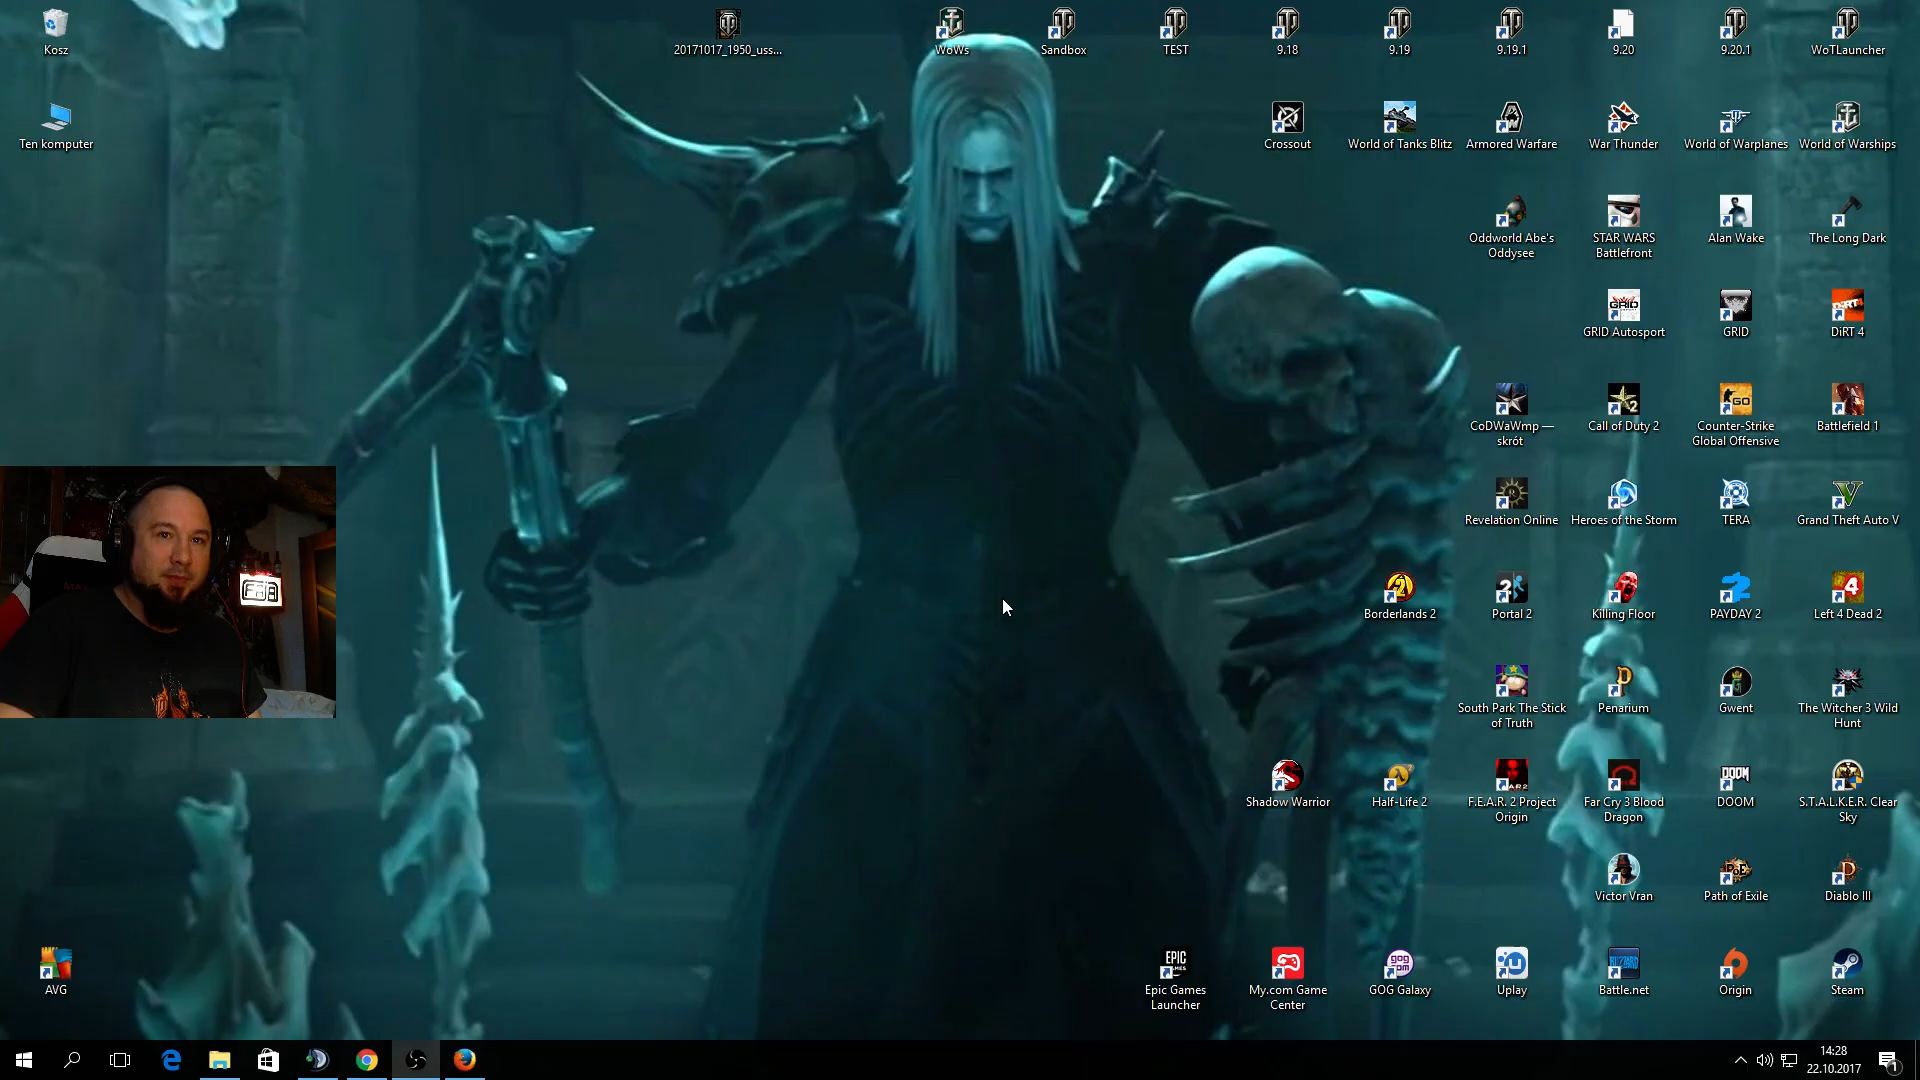 Kosz
20171017_1950_uss...
WoWs
Sandbox
TEST
9.18
9.19
9.19.1
9.20
9.20.1
WoTLauncher
Ten komputer
Crossout
World of Tanks Blitz
Armored Warfare
War Thunder
World of Warplanes
World of Warships
Oddworld Abe's
Oddysee
STAR WARS
Battlefront
Alan Wake
The Long Dark
GRID Autosport
GRID
DiRT 4
CoDWaWmp —
skrót
Call of Duty 2
Counter-Strike
Global Offensive
Battlefield 1
Revelation Online
Heroes of the Storm
TERA
Grand Theft Auto V
Borderlands 2
Portal 2
Killing Floor
PAYDAY 2
Left 4 Dead 2
South Park The Stick
of Truth
Penarium
Gwent
The Witcher 3 Wild
Hunt
Shadow Warrior
Half-Life 2
F.E.A.R. 2 Project
Origin
Far Cry 3 Blood
Dragon
DOOM
S.T.A.L.K.E.R. Clear
Sky
Victor Vran
Path of Exile
Diablo III
AVG
Epic Games
Launcher
My.com Game
Center
GOG Galaxy
Uplay
Battle.net
Origin
Steam
14:28
22.10.2017
1